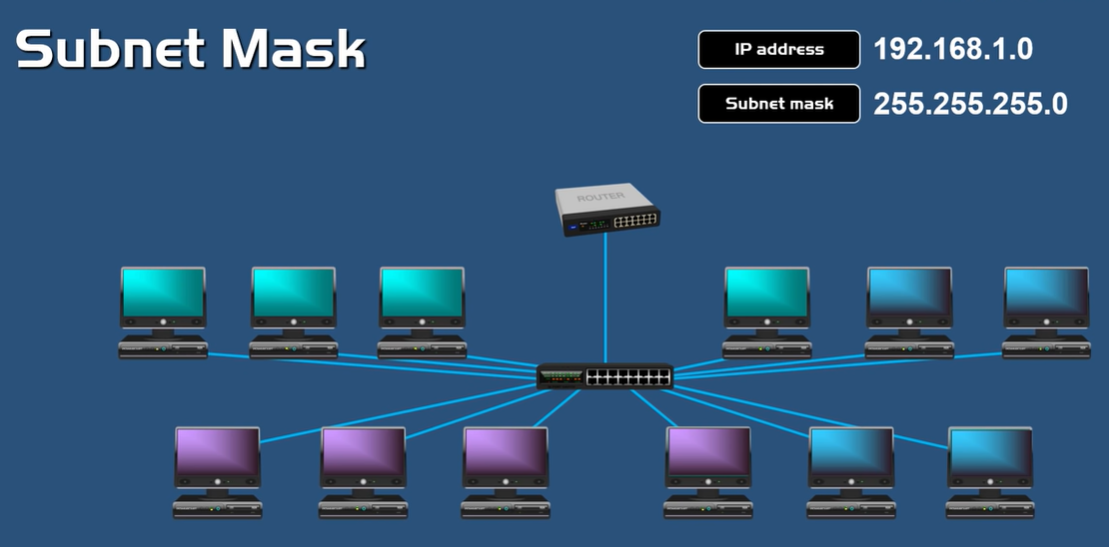 Subnet Mask
IP address 192.168.1.0
Subnet mask 255.255.255.0
ROUTER